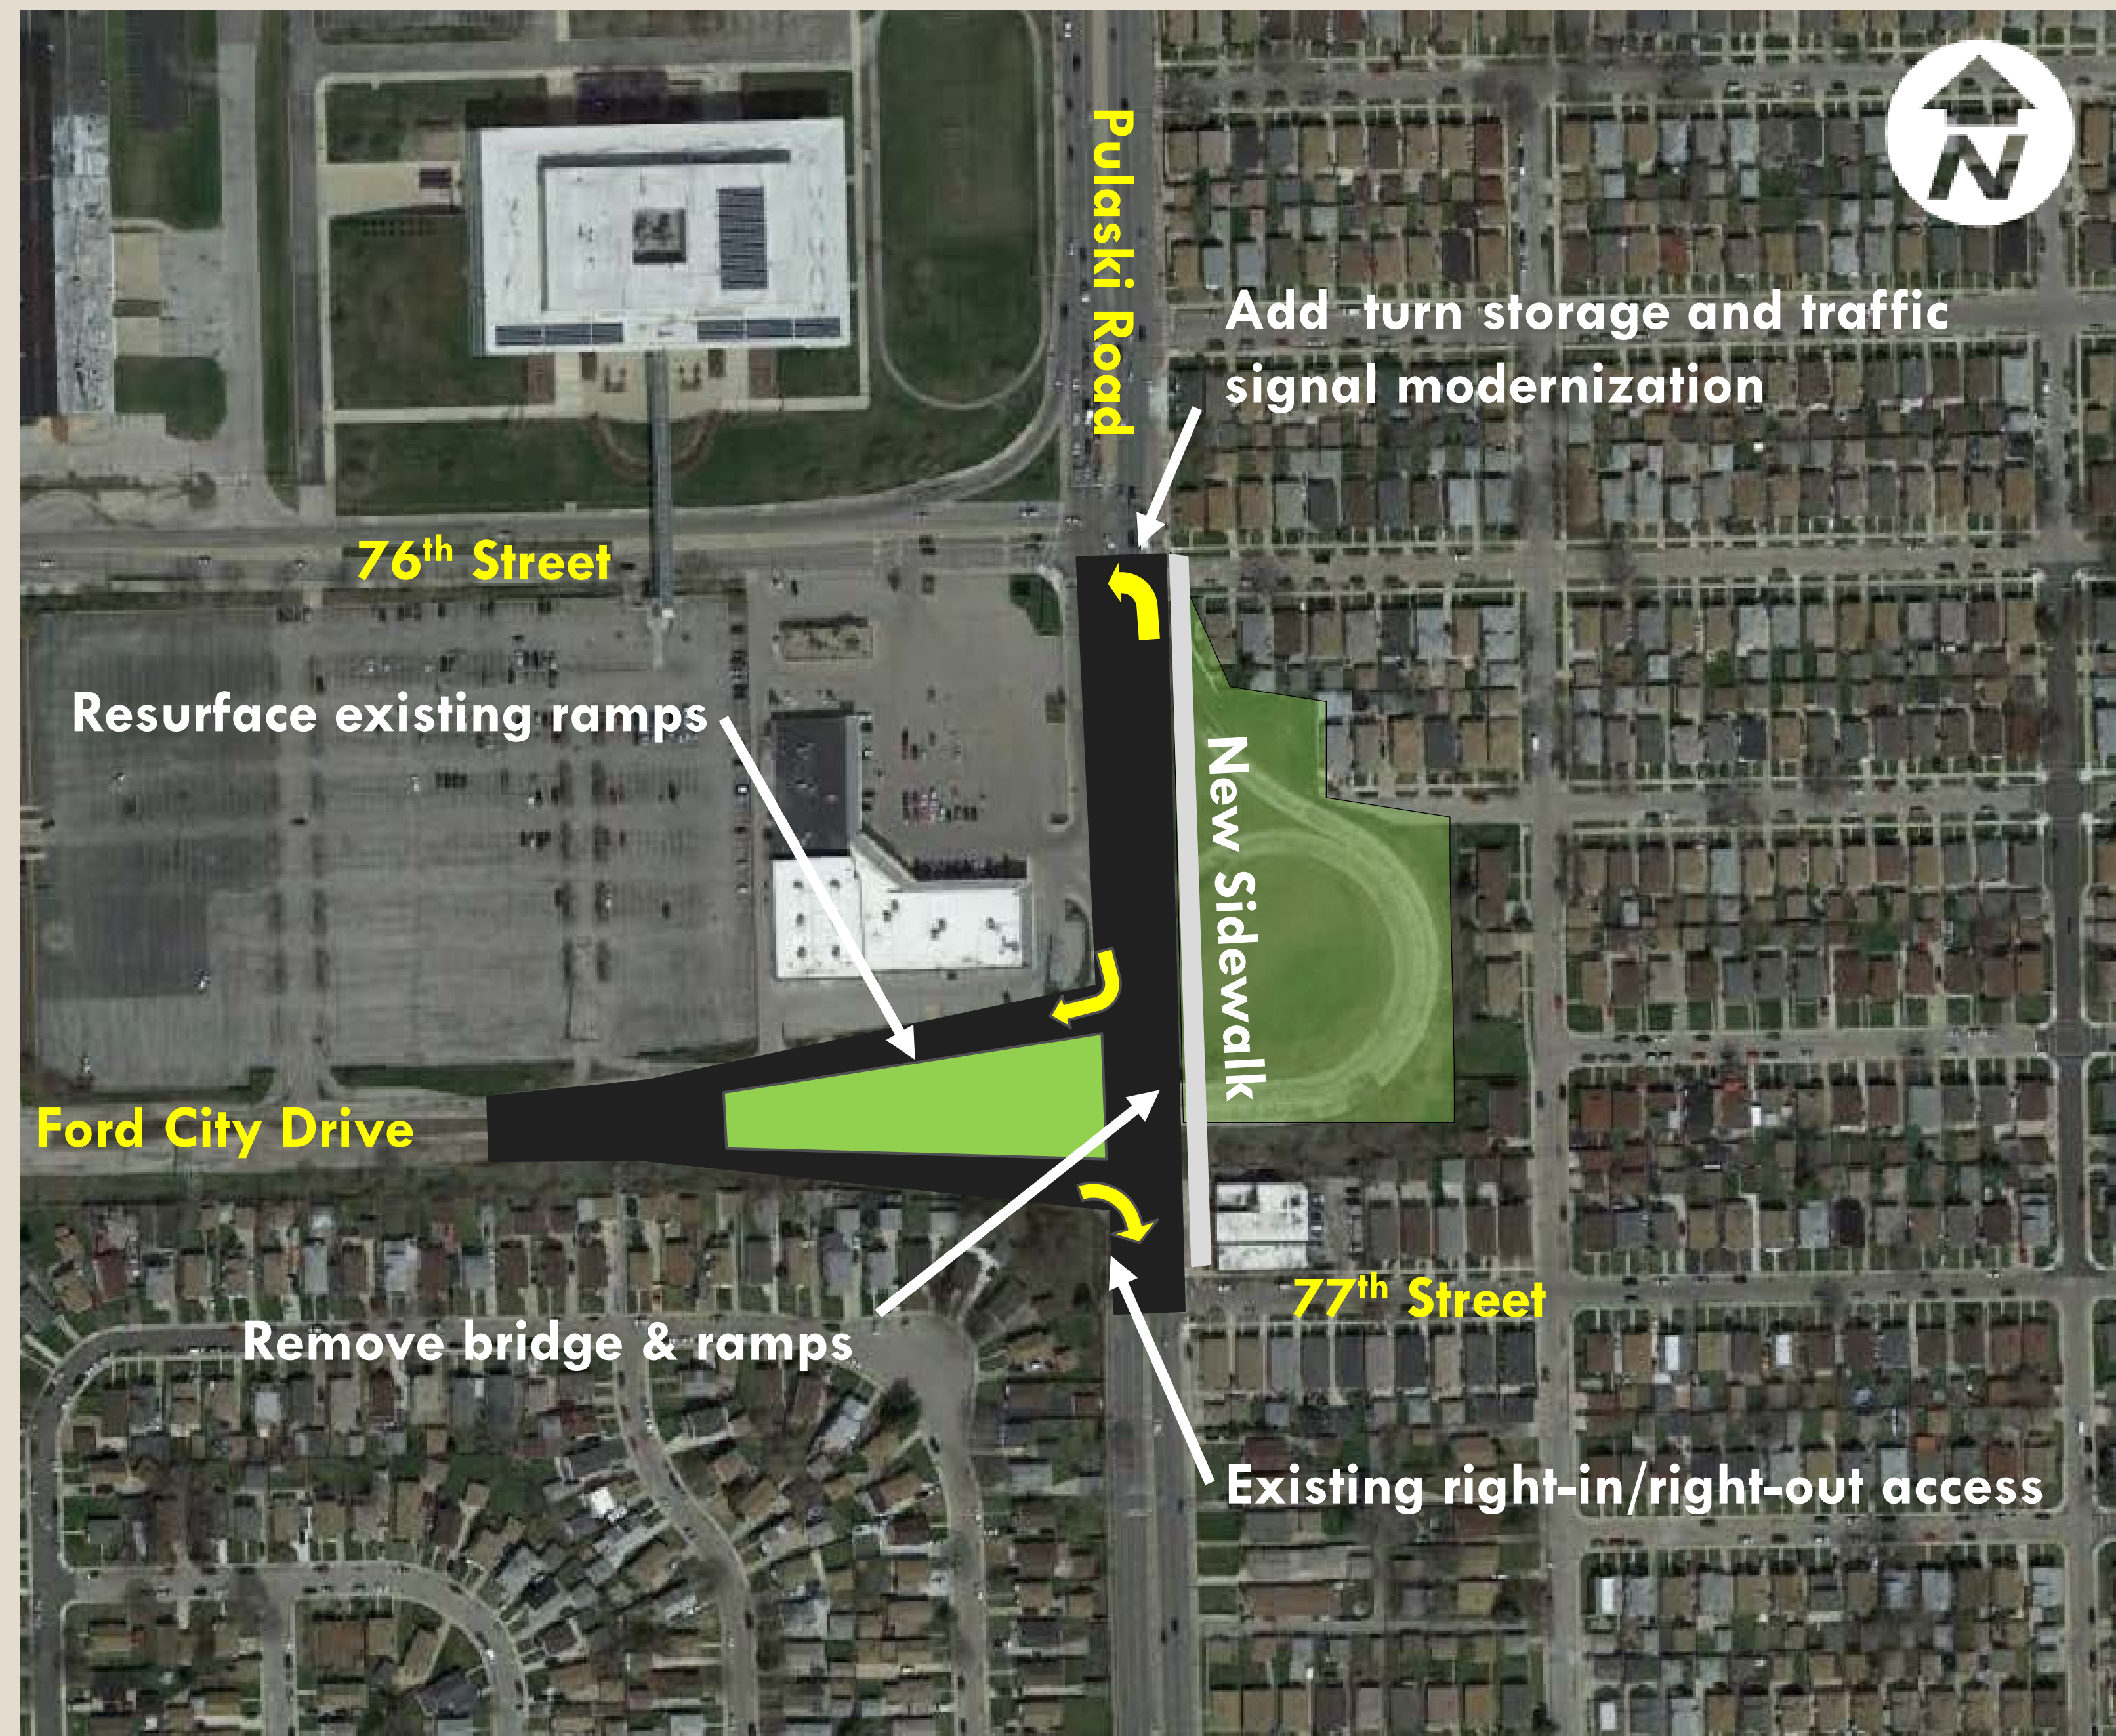 N
Pulaski Road
Add turn storage and traffic
signal modernization
76th Street
Resurface existing ramps
New Sidewalk
Ford City Drive
77th Street
Remove bridge & ramps
Existing right-in/right-out access